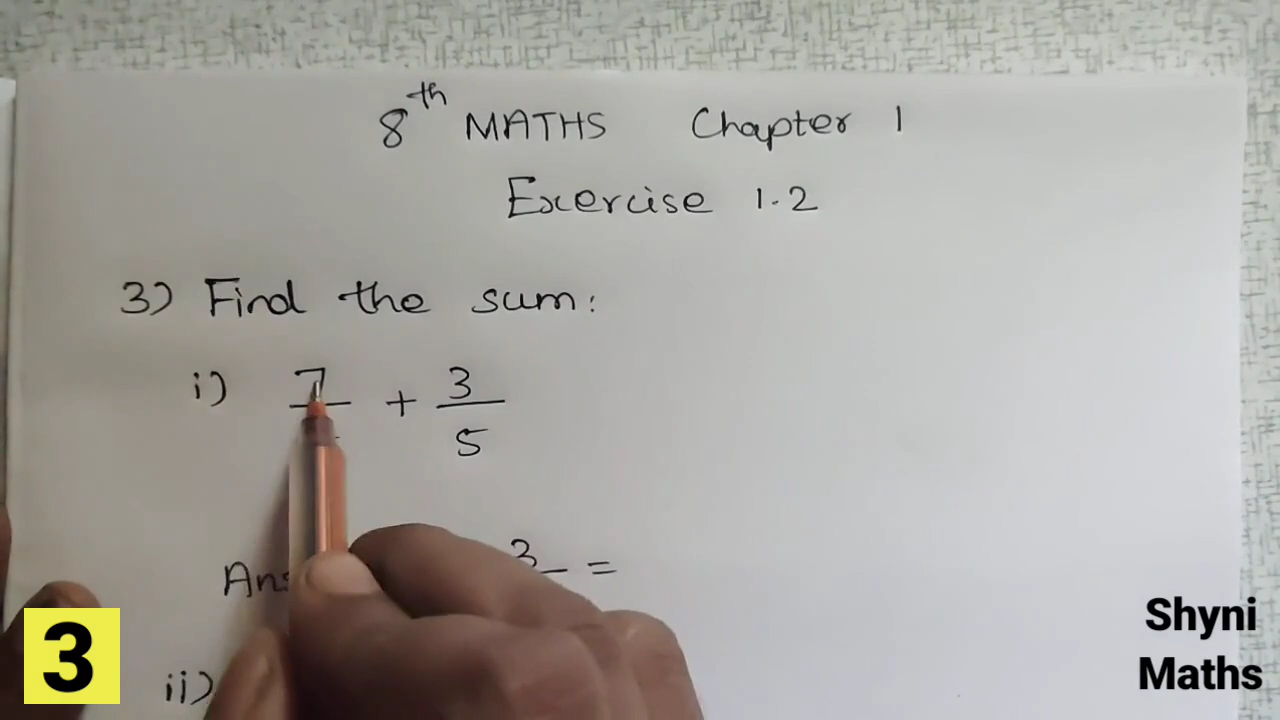 8th MATHS Chapter 1
Exercise 1.2
3) Find the sum:
i) 7 + 3/5
Ans 3 =
ii)
3
Shyni
Maths